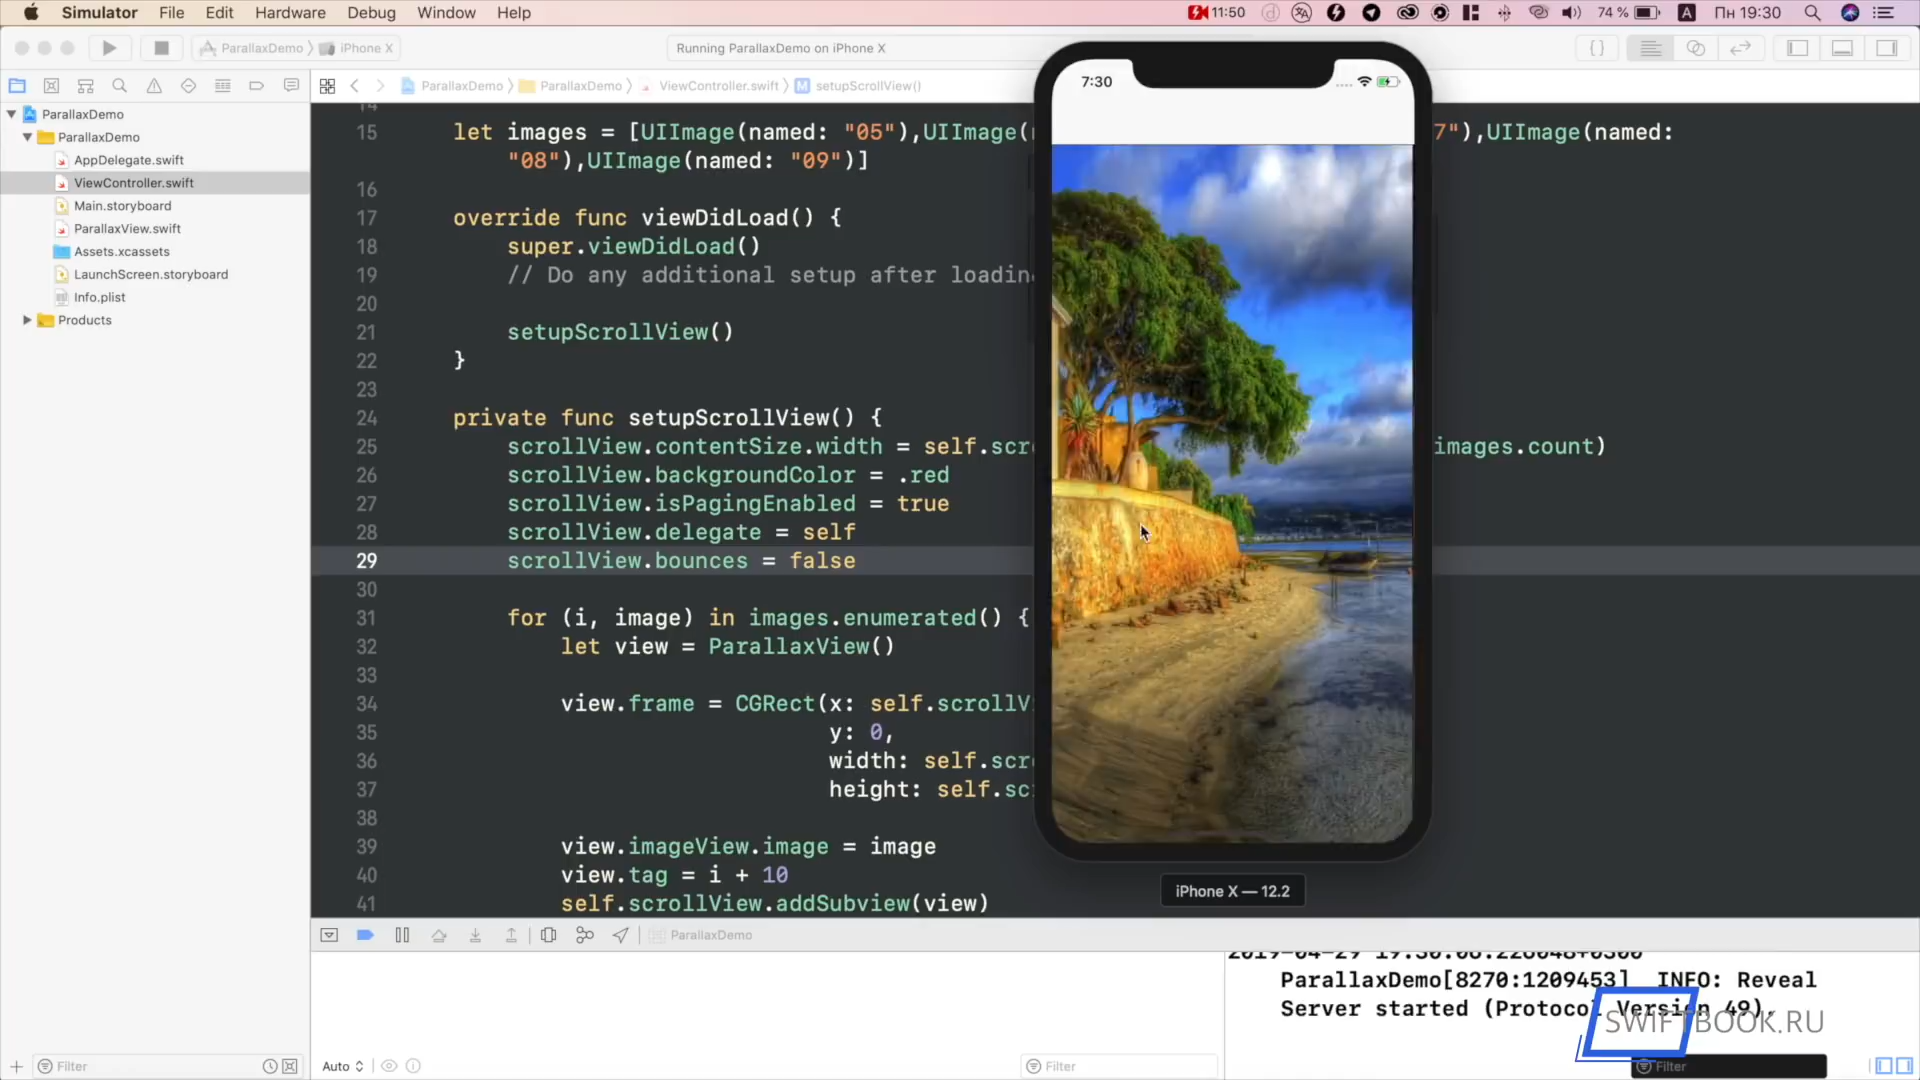 Simulator File Edit Hardware Debug Window Help 11:50 74 % A Пн 19:30
ParallaxDemo iPhone X Running ParallaxDemo on iPhone X
ParallaxDemo ParallaxDemo ViewController.swift M setupScrollView()
ParallaxDemo
ParallaxDemo
AppDelegate.swift
ViewController.swift
Main.storyboard
ParallaxView.swift
Assets.xcassets
LaunchScreen.storyboard
Info.plist
Products
14
15 let images = [UIImage(named: "05"),UIImage( 7"),UIImage(named:
"08"),UIImage(named: "09")]
16
17 override func viewDidLoad() {
18 super.viewDidLoad()
19 // Do any additional setup after loadin
20
21 setupScrollView()
22 }
23
24 private func setupScrollView() {
25 scrollView.contentSize.width = self.scr images.count)
26 scrollView.backgroundColor = .red
27 scrollView.isPagingEnabled = true
28 scrollView.delegate = self
29 scrollView.bounces = false
30
31 for (i, image) in images.enumerated() {
32 let view = ParallaxView()
33
34 view.frame = CGRect(x: self.scrollV
35 y: 0,
36 width: self.scr
37 height: self.sc
38
39 view.imageView.image = image
40 view.tag = i + 10
41 self.scrollView.addSubview(view)
7:30
iPhone X — 12.2
ParallaxDemo
ParallaxDemo[8270:1209453] INFO: Reveal
Server started (Protocol Version 49).
SWIFTBOOK.RU
Filter Auto Filter Filter